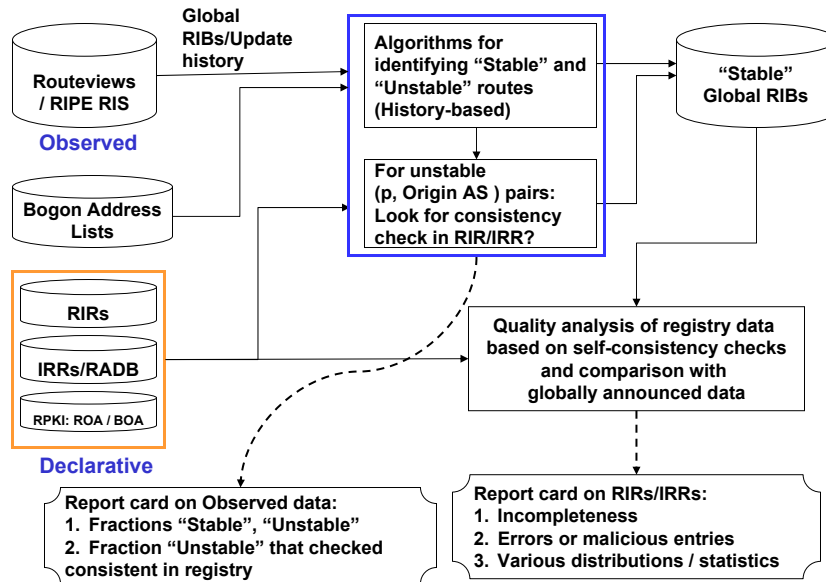 Global
RIBs/Update
history
Routeviews
/ RIPE RIS
Observed
Algorithms for
identifying “Stable” and
“Unstable” routes
(History-based)
“Stable”
Global RIBs
For unstable
(p, Origin AS ) pairs:
Look for consistency
check in RIR/IRR?
Bogon Address
Lists
RIRs
IRRs/RADB
RPKI: ROA / BOA
Declarative
Quality analysis of registry data
based on self-consistency checks
and comparison with
globally announced data
Report card on Observed data:
1. Fractions “Stable”, “Unstable”
2. Fraction “Unstable” that checked
consistent in registry
Report card on RIRs/IRRs:
1. Incompleteness
2. Errors or malicious entries
3. Various distributions / statistics